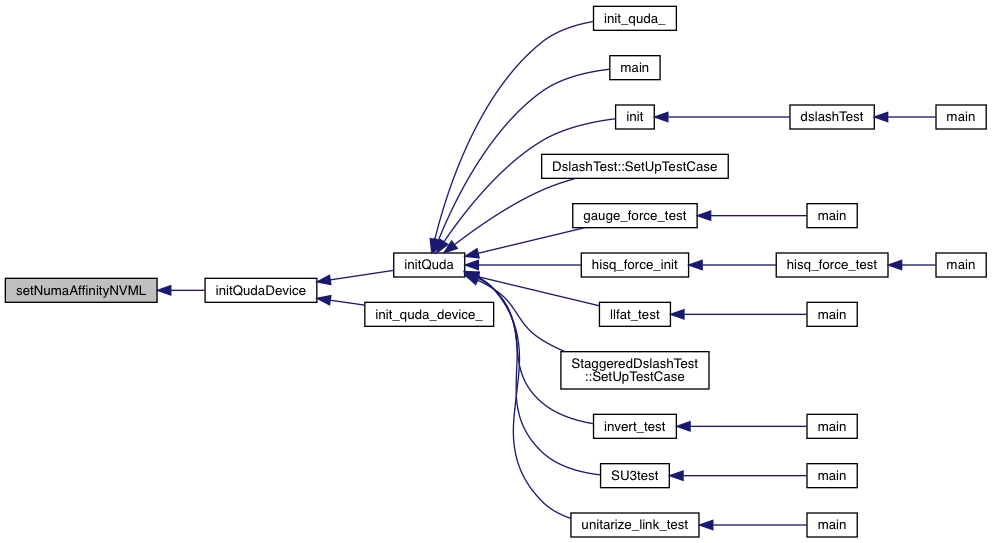 init_quda_
main
init
dslashTest
main
DslashTest::SetUpTestCase
gauge_force_test
main
initQuda
hisq_force_init
hisq_force_test
main
setNumaAffinityNVML
initQudaDevice
init_quda_device_
llfat_test
main
StaggeredDslashTest
::SetUpTestCase
invert_test
main
SU3test
main
unitarize_link_test
main